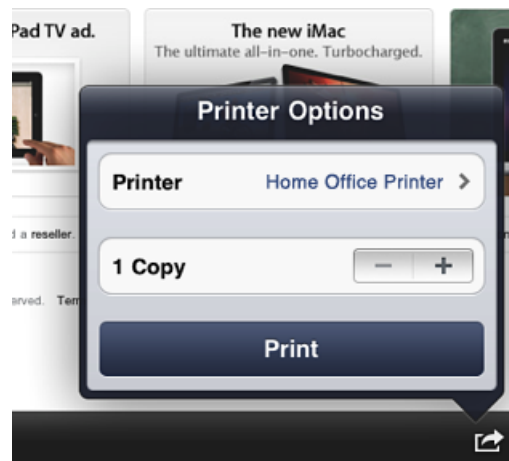 Pad TV ad.
The new iMac
The ultimate all-in-one. Turbocharged.
Printer Options
Printer Home Office Printer
1 Copy
d a reseller.
Print
erved. Tem